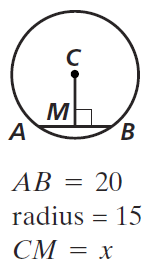 C
M
A B
AB = 20
radius = 15
CM = x